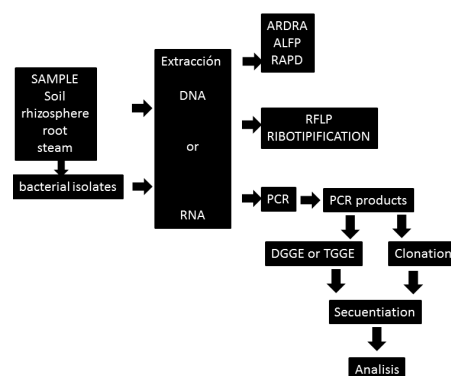 SAMPLE
Soil
rhizosphere
root
steam
bacterial isolates
Extracción
DNA
or
RNA
ARDRA
ALFP
RAPD
RFLP
RIBOTIPIFICATION
PCR
PCR products
DGGE or TGGE
Clonation
Secuentiation
Analisis